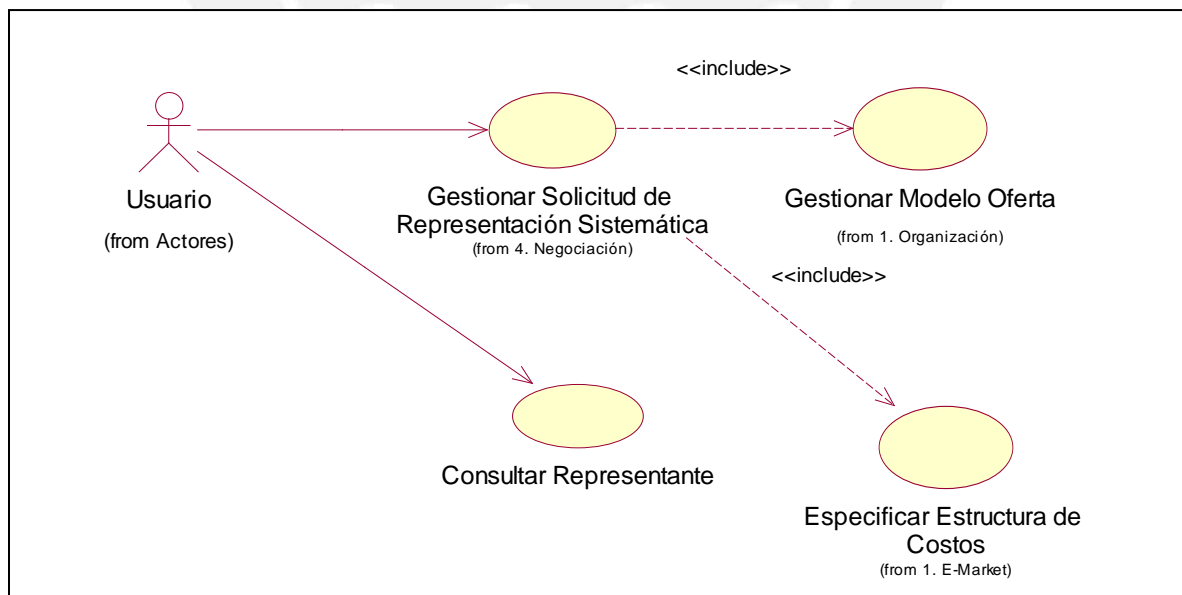 <<include>>
Usuario
(from Actores)
Gestionar Solicitud de
Representación Sistemática
(from 4. Negociación)
Gestionar Modelo Oferta
(from 1. Organización)
<<include>>
Consultar Representante
Especificar Estructura de
Costos
(from 1. E-Market)